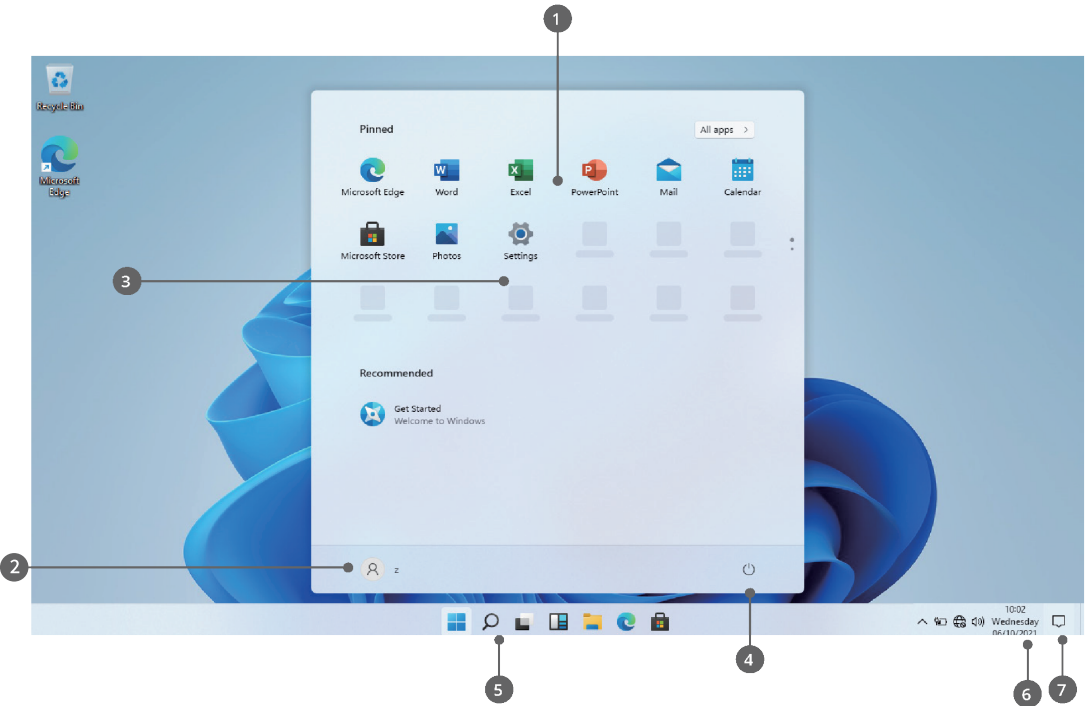 1
Recycle Bin
Microsoft
Edge
Pinned
All apps >
Microsoft Edge
Word
Excel
PowerPoint
Mail
Calendar
Microsoft Store
Photos
Settings
3
Recommended
Get Started
Welcome to Windows
2
z
10:02
Wednesday
06/10/2021
4
5
6
7